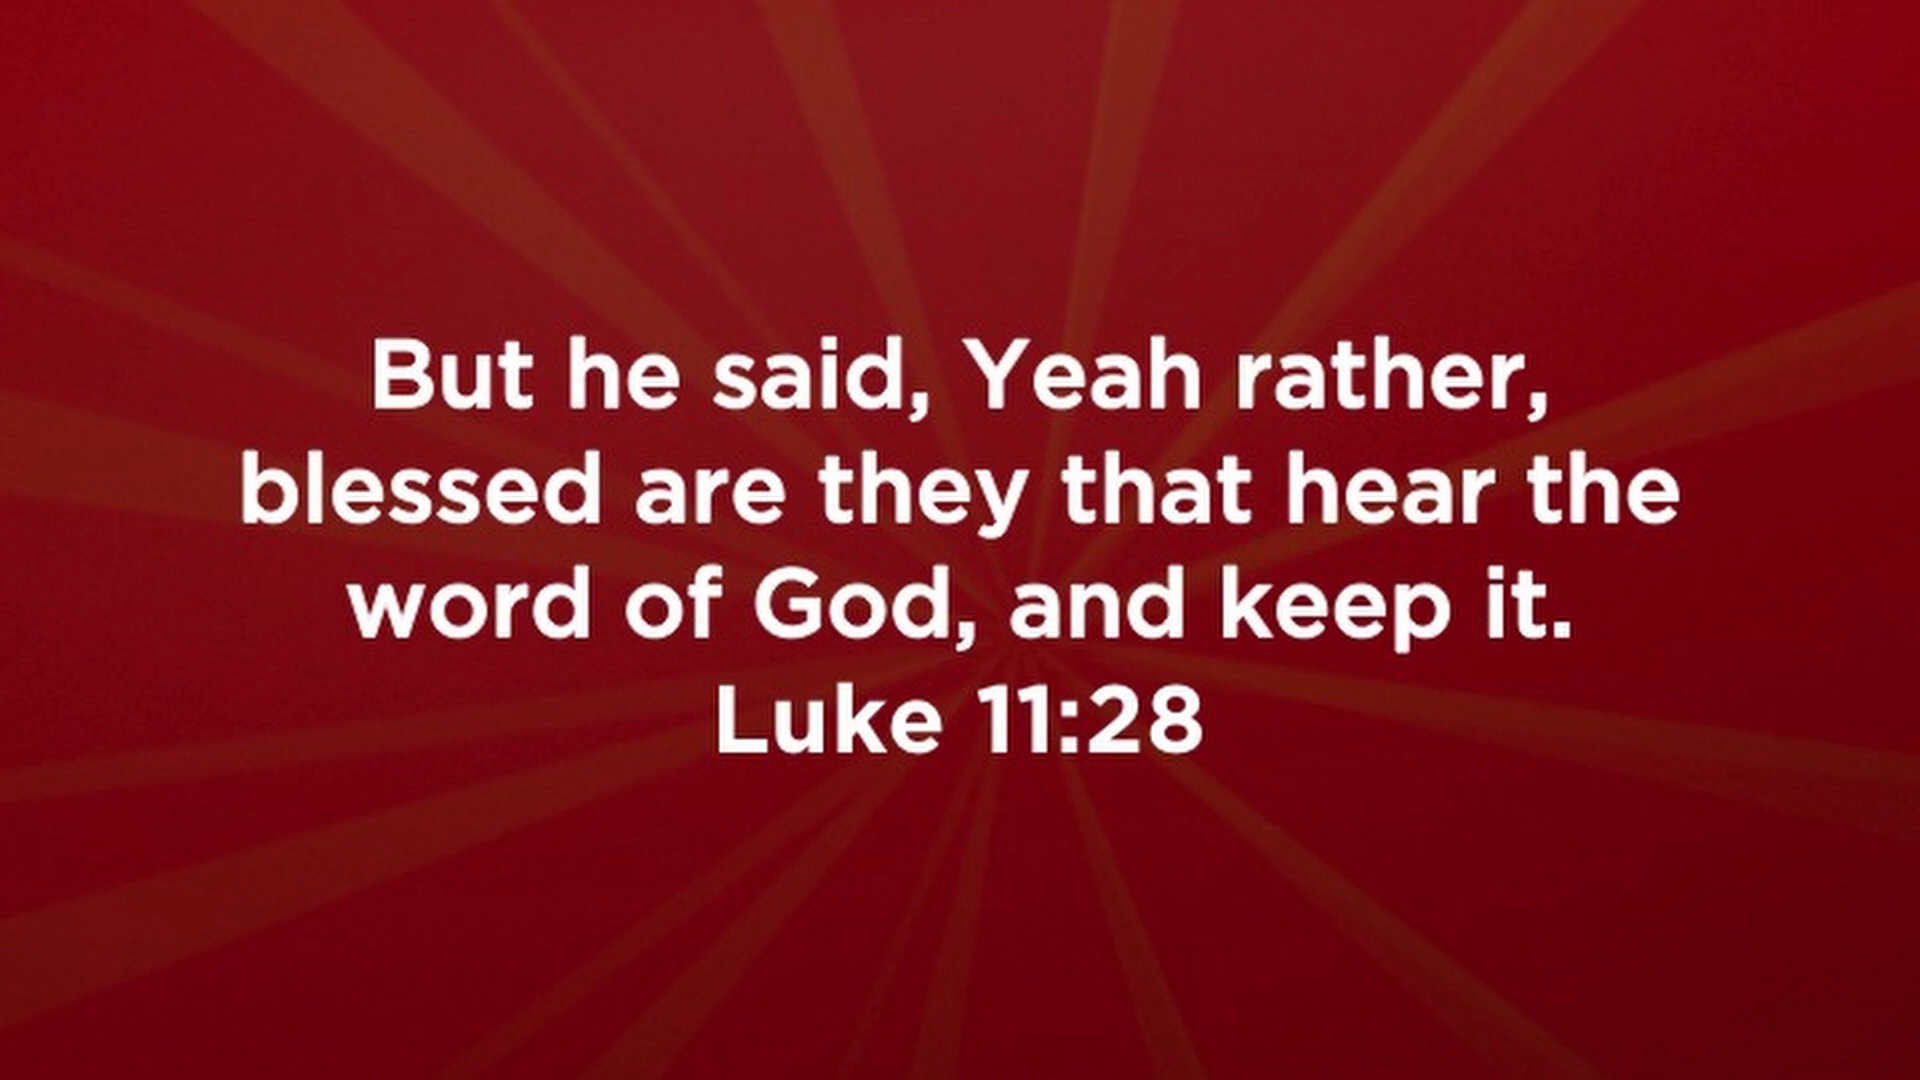 But he said, Yeah rather,
blessed are they that hear the
word of God, and keep it.
Luke 11:28